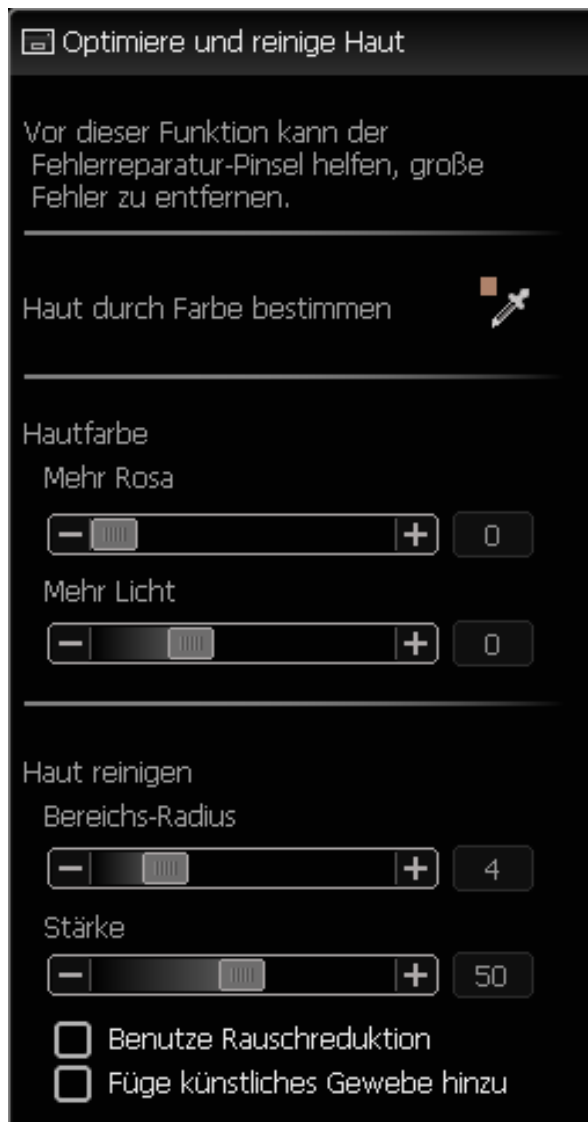 Optimiere und reinige Haut
Vor dieser Funktion kann der
Fehlerreparatur-Pinsel helfen, große
Fehler zu entfernen.
Haut durch Farbe bestimmen
Hautfarbe
Mehr Rosa
0
Mehr Licht
0
Haut reinigen
Bereichs-Radius
4
Stärke
50
Benutze Rauschreduktion
Füge künstliches Gewebe hinzu